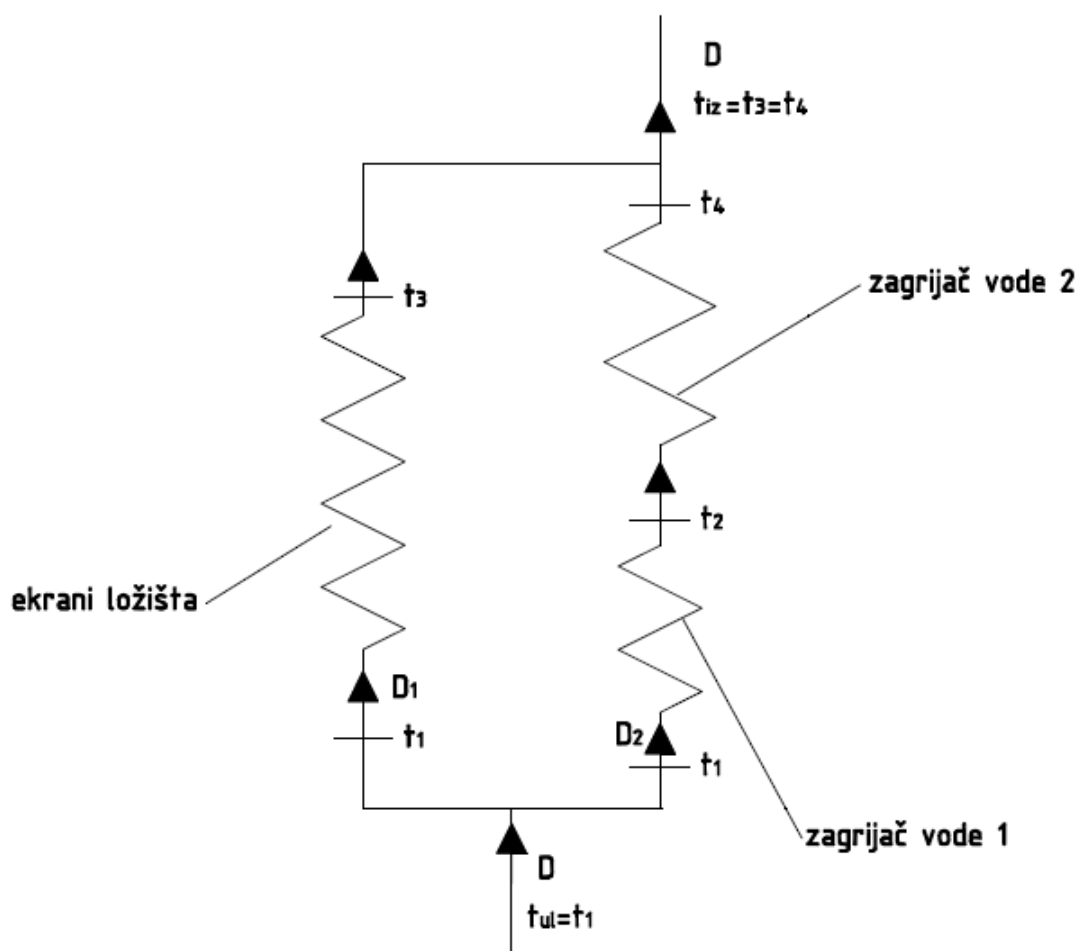 D
tiz=t3=t4
t4
zagrijač vode 2
t3
t2
ekrani ložišta
D1
t1
D2
t1
zagrijač vode 1
D
tul=t1